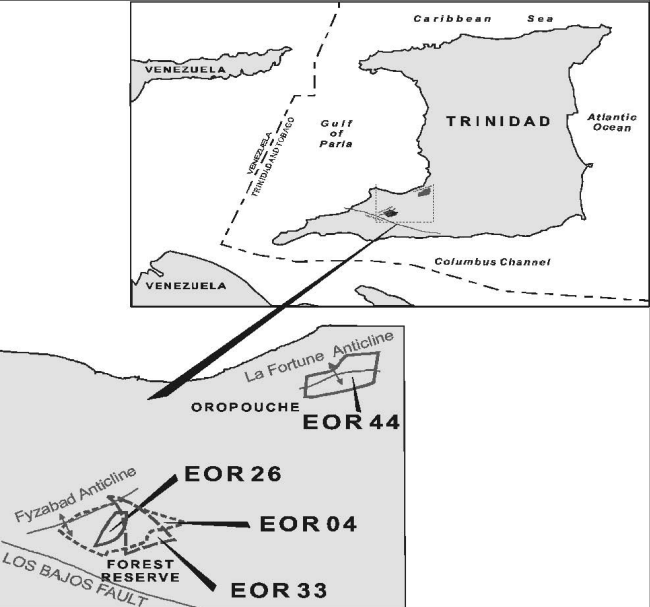 Caribbean Sea
VENEZUELA
Gulf
of
Paria
TRINIDAD
Atlantic
Ocean
VENEZUELA
TRINIDAD AND TOBAGO
Columbus Channel
VENEZUELA
La Fortune Anticline
OROPOUCHE
EOR 44
EOR 26
Fyzabad Anticline
EOR 04
FOREST
RESERVE
EOR 33
LOS BAJOS FAULT